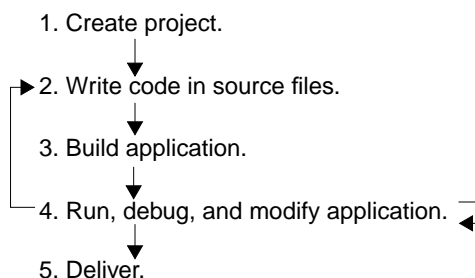 1. Create project.
2. Write code in source files.
3. Build application.
4. Run, debug, and modify application.
5. Deliver.